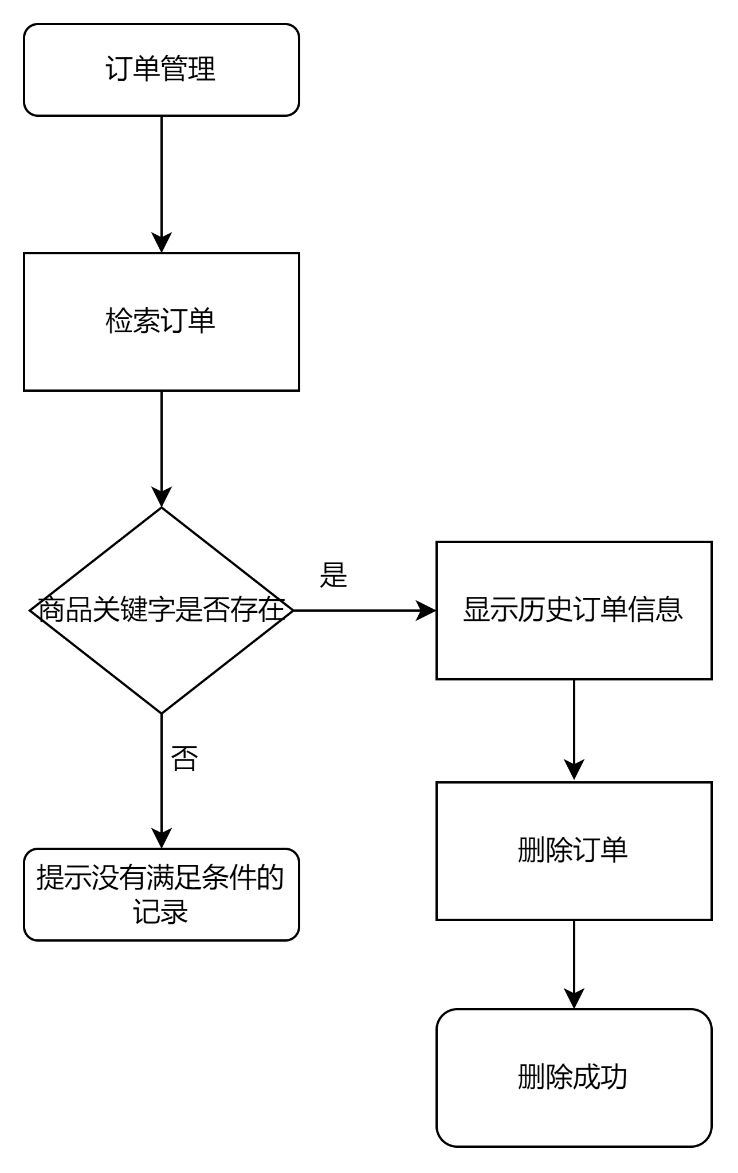 订单管理
检索订单
商品关键字是否存在
是
显示历史订单信息
否
删除订单
提示没有满足条件的
记录
删除成功